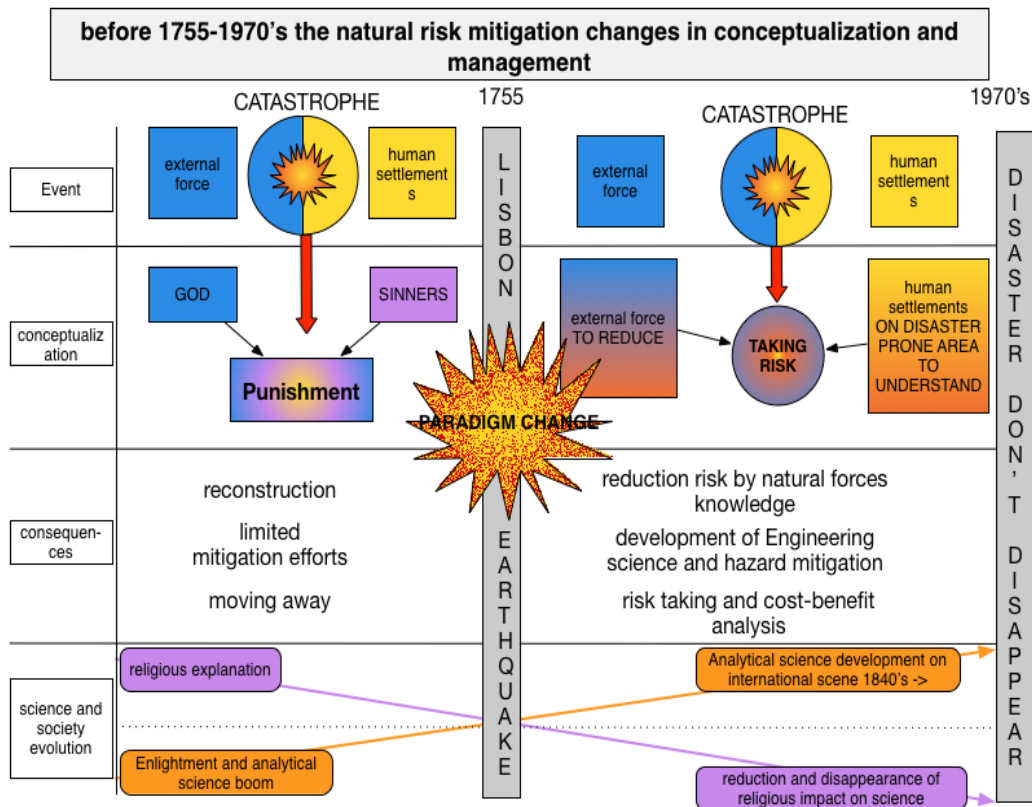 before 1755-1970's the natural risk mitigation changes in conceptualization and
management
CATASTROPHE
1755
CATASTROPHE
1970's
Event
external
force
human
settlement
s
external
force
human
settlement
s
LISBON
EARTHQUAKE
DISASTER DON'T DISAPPEAR
conceptualiz
ation
GOD
SINNERS
Punishment
PARADIGM CHANGE
external force
TO REDUCE
TAKING
RISK
human
settlements
ON DISASTER
PRONE AREA
TO
UNDERSTAND
consequen-
ces
reconstruction
limited
mitigation efforts
moving away
reduction risk by natural forces
knowledge
development of Engineering
science and hazard mitigation
risk taking and cost-benefit
analysis
science and
society
evolution
religious explanation
Enlightment and analytical
science boom
Analytical science development on
international scene 1840's ->
reduction and disappearance of
religious impact on science